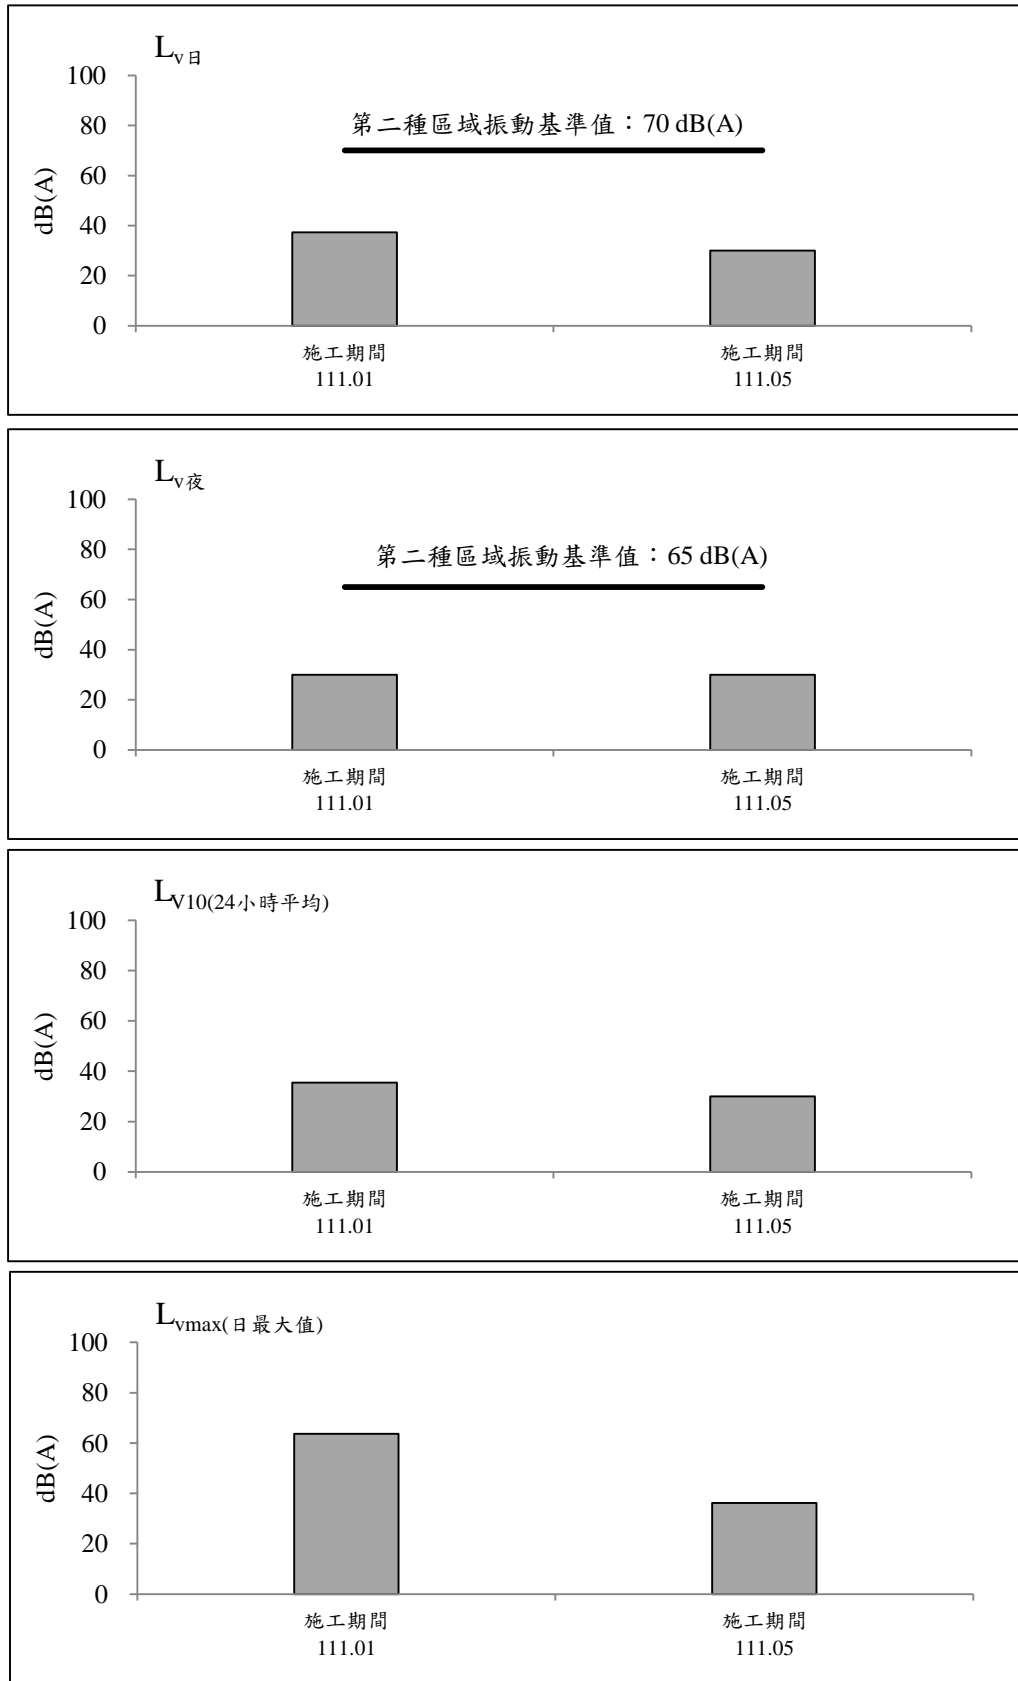 Lv日
100
80
60
40
20
0
dB(A)
第二種區域振動基準值：70 dB(A)
施工期間
111.01
施工期間
111.05
Lv夜
100
80
60
40
20
0
dB(A)
第二種區域振動基準值：65 dB(A)
施工期間
111.01
施工期間
111.05
LV10(24小時平均)
100
80
60
40
20
0
dB(A)
施工期間
111.01
施工期間
111.05
Lvmax(日最大值)
100
80
60
40
20
0
dB(A)
施工期間
111.01
施工期間
111.05